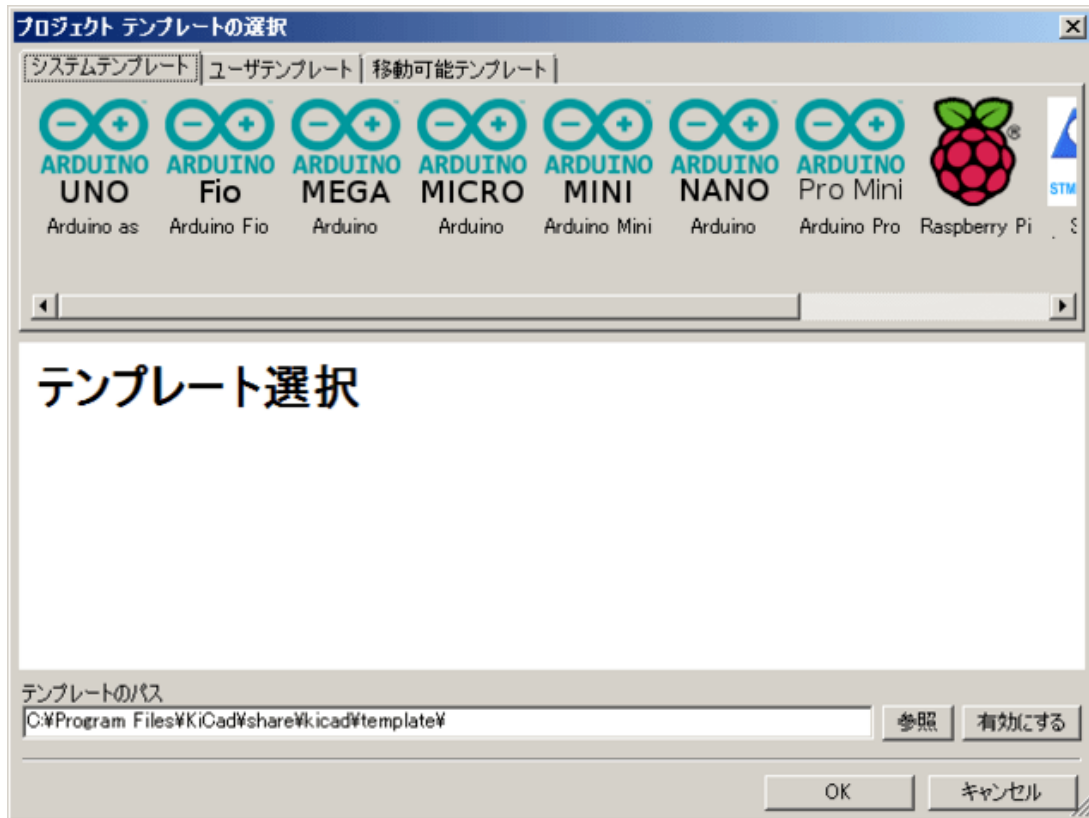 プロジェクト テンプレートの選択
システムテンプレート ユーザテンプレート 移動可能テンプレート
ARDUINO ARDUINO ARDUINO ARDUINO ARDUINO ARDUINO ARDUINO ®
UNO Fio MEGA MICRO MINI NANO Pro Mini STM
Arduino as Arduino Fio Arduino Arduino Arduino Mini Arduino Arduino Pro Raspberry Pi
テンプレート選択
テンプレートのパス
C:¥Program Files¥KiCad¥share¥kicad¥template¥ 参照 有効にする
OK キャンセル